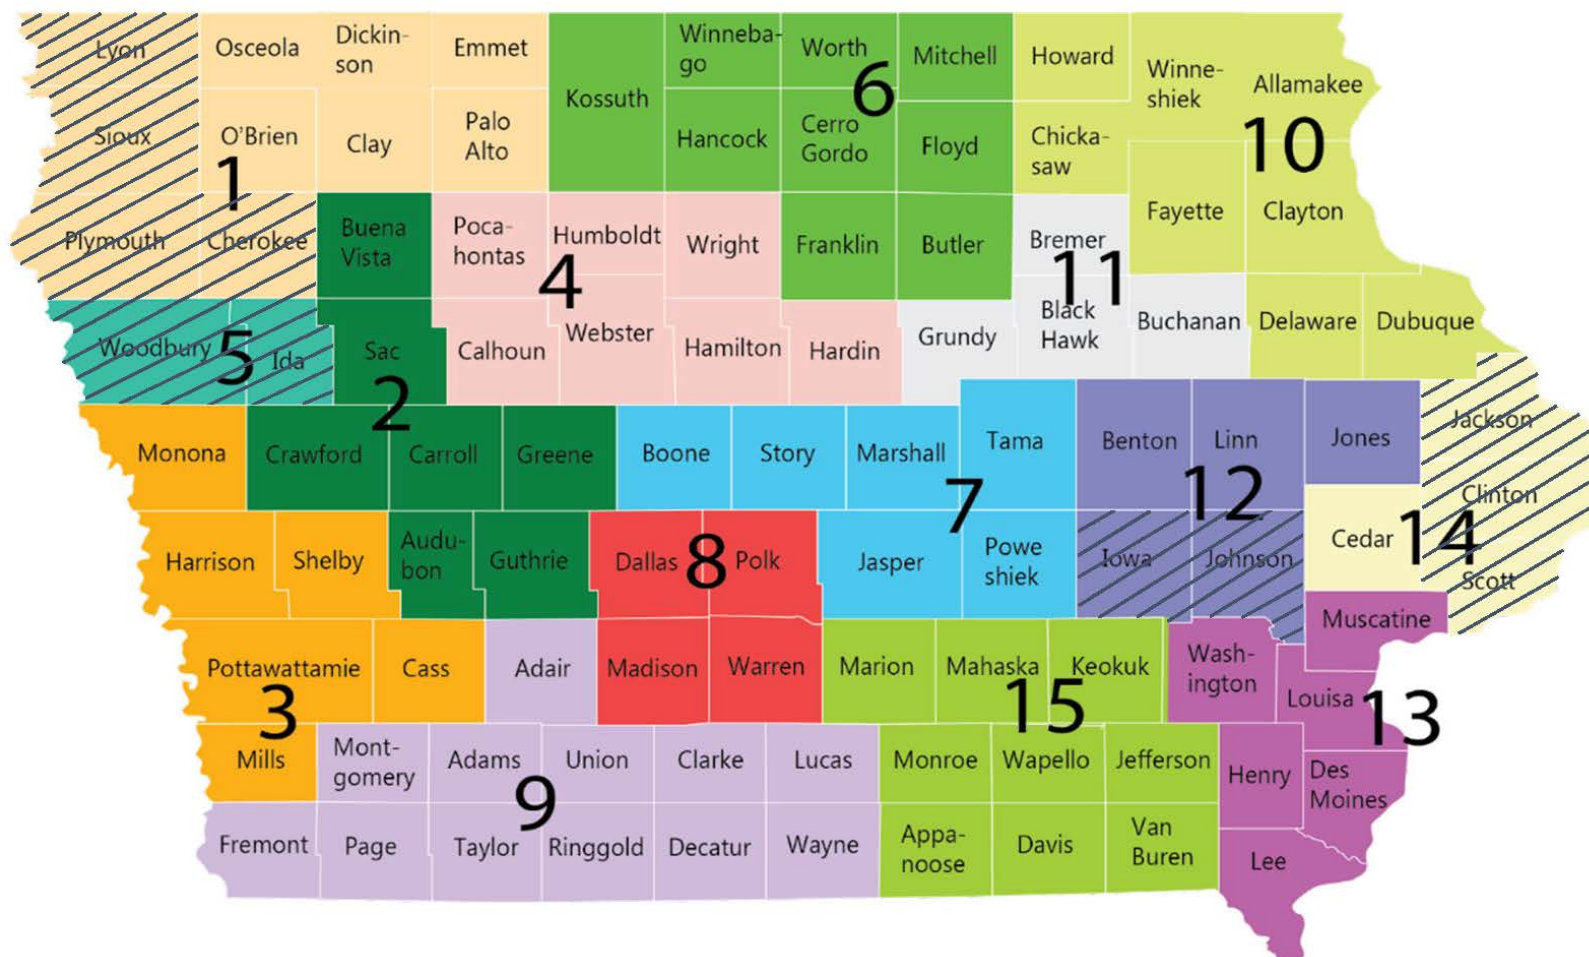 Lyon
Osceola
Dickin-
son
Emmet
Kossuth
Winneba-
go
Worth
Mitchell
Howard
Winne-
shiek
Allamakee
6
Sioux
O'Brien
Clay
Palo
Alto
Hancock
Cerro
Gordo
Floyd
Chicka-
saw
10
1
Plymouth
Cherokee
Buena
Vista
Poca-
hontas
Humboldt
Wright
Franklin
Butler
Bremer
Fayette
Clayton
4
11
Woodbury
5
Ida
Sac
Calhoun
Webster
Hamilton
Hardin
Grundy
Black
Hawk
Buchanan
Delaware
Dubuque
2
Monona
Crawford
Carroll
Greene
Boone
Story
Marshall
Tama
Benton
Linn
Jones
Jackson
7
12
Clinton
Harrison
Shelby
Audu-
bon
Guthrie
Dallas
8
Polk
Jasper
Powe
shiek
Iowa
Johnson
Cedar
14
Scott
Pottawattamie
Cass
Adair
Madison
Warren
Marion
Mahaska
Keokuk
Wash-
ington
Muscatine
Louisa
3
15
13
Mills
Mont-
gomery
Adams
Union
Clarke
Lucas
Monroe
Wapello
Jefferson
Henry
Des
Moines
9
Fremont
Page
Taylor
Ringgold
Decatur
Wayne
Appa-
noose
Davis
Van
Buren
Lee